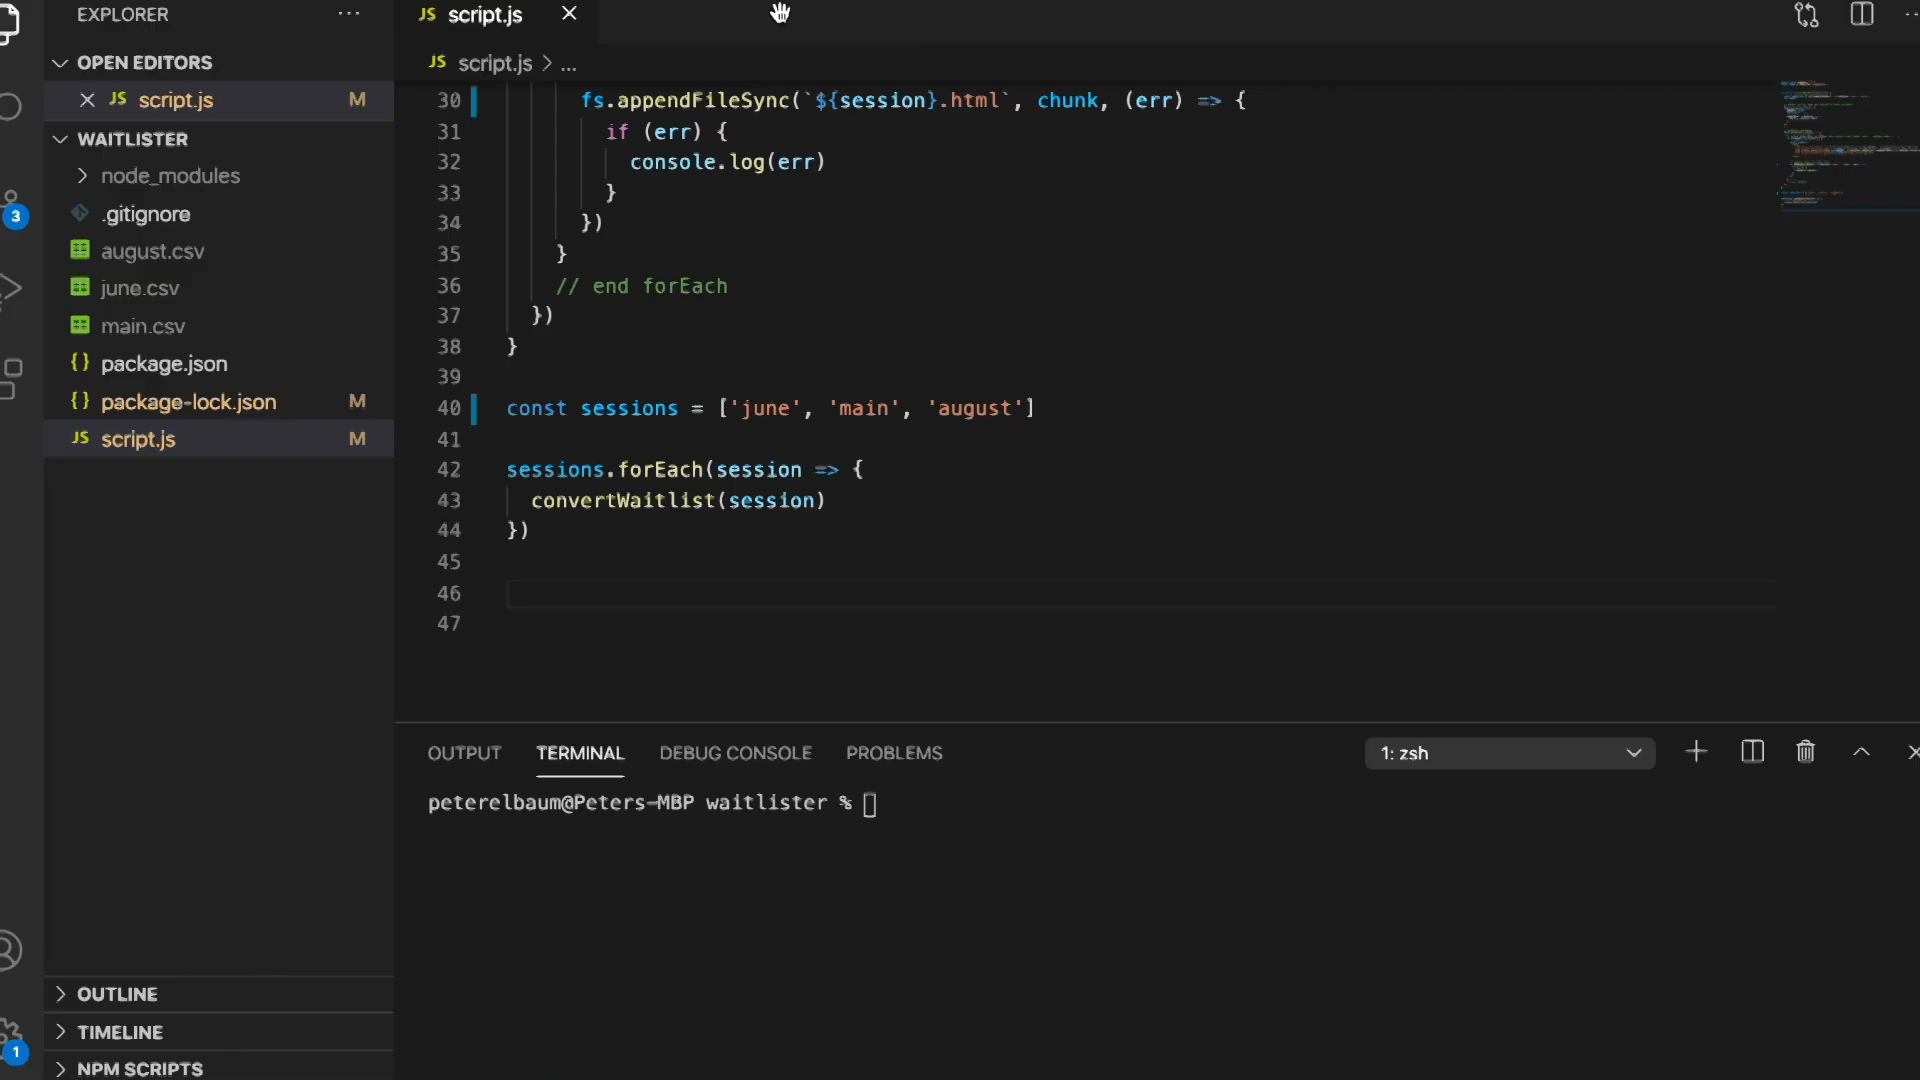 EXPLORER
OPEN EDITORS
JS script.js M
WAITLISTER
node_modules
.gitignore
august.csv
june.csv
main.csv
{} package.json
{} package-lock.json M
JS script.js M
OUTLINE
TIMELINE
NPM SCRIPTS
3
1
JS script.js
JS script.js > ...
30 fs.appendFileSync(`${session}.html`, chunk, (err) => {
31 if (err) {
32 console.log(err)
33 }
34 })
35 }
36 // end forEach
37 })
38 }
39
40 const sessions = ['june', 'main', 'august']
41
42 sessions.forEach(session => {
43 convertWaitlist(session)
44 })
45
46
47
OUTPUT TERMINAL DEBUG CONSOLE PROBLEMS 1: zsh
peterelbaum@Peters-MBP waitlister %